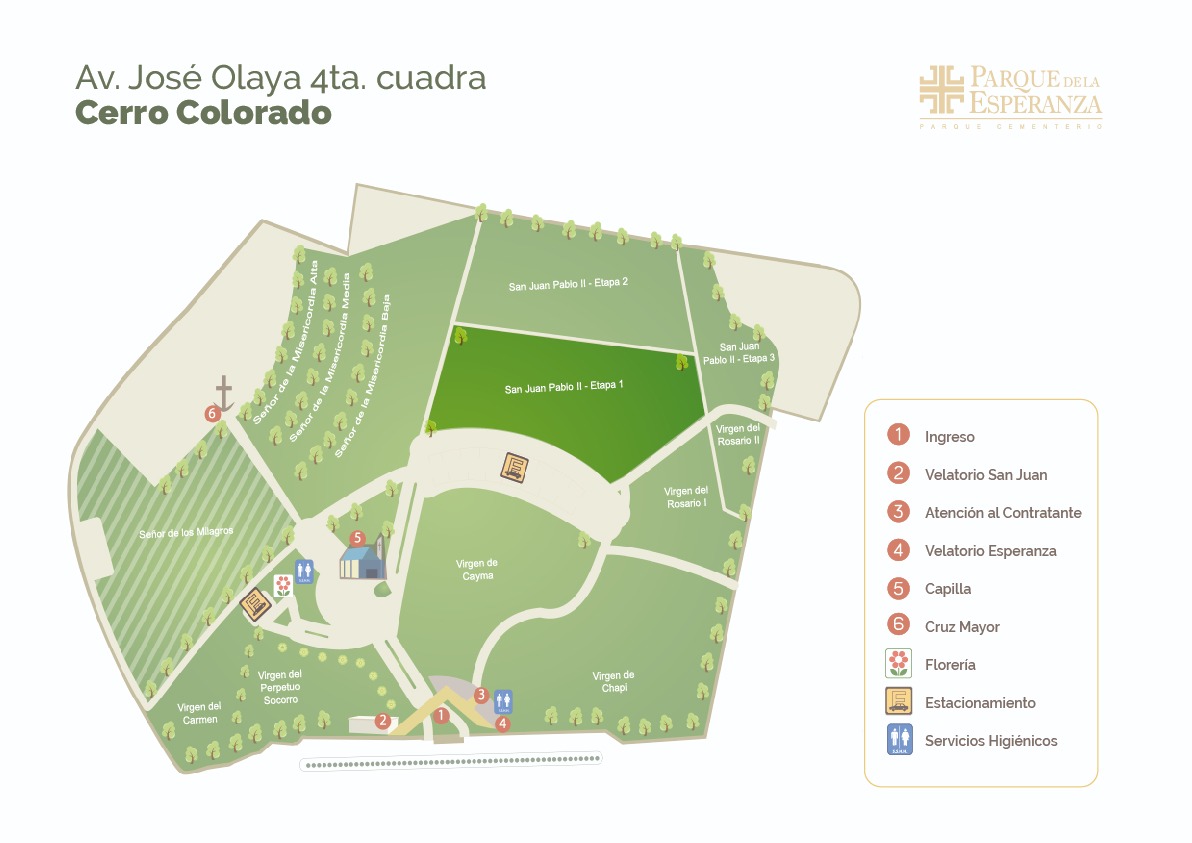 Av. José Olaya 4ta. cuadra
Cerro Colorado
PARQUE DE LA
ESPERANZA
PARQUE CEMENTERIO
San Juan Pablo II - Etapa 2
San Juan
Pablo II - Etapa 3
San Juan Pablo II - Etapa 1
Señor de la Misericordia Alta
Señor de la Misericordia Media
Señor de la Misericordia Baja
6
Virgen del
Rosario II
Virgen del
Rosario I
E
Señor de los Milagros
5
Virgen de
Cayma
S.S.H.H.
E
Virgen del
Perpetuo
Socorro
Virgen del
Carmen
Virgen de
Chapi
3
S.S.H.H.
2
1
4
1 Ingreso
2 Velatorio San Juan
3 Atención al Contratante
4 Velatorio Esperanza
5 Capilla
6 Cruz Mayor
Florería
E Estacionamiento
S.S.H.H. Servicios Higiénicos